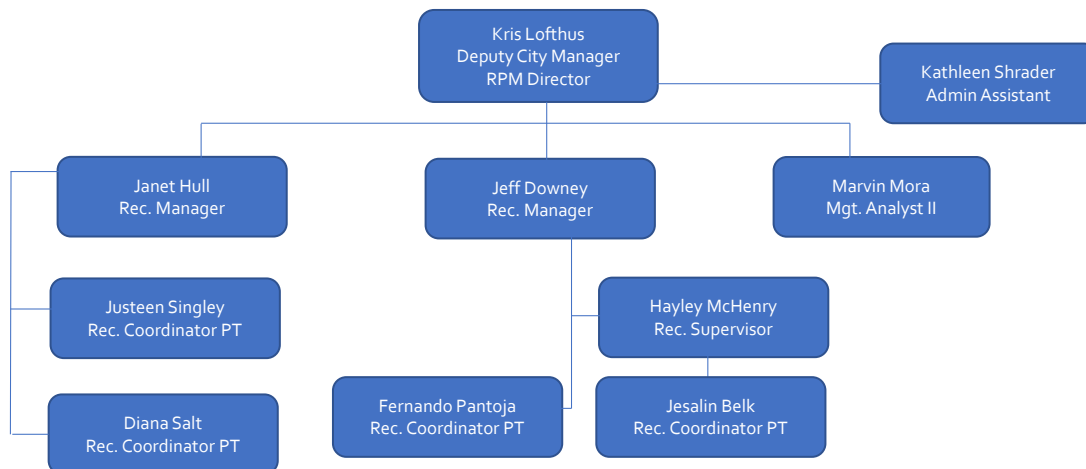 Kris Lofthus
Deputy City Manager
RPM Director
Kathleen Shrader
Admin Assistant
Janet Hull
Rec. Manager
Jeff Downey
Rec. Manager
Marvin Mora
Mgt. Analyst II
Justeen Singley
Rec. Coordinator PT
Hayley McHenry
Rec. Supervisor
Diana Salt
Rec. Coordinator PT
Fernando Pantoja
Rec. Coordinator PT
Jesalin Belk
Rec. Coordinator PT